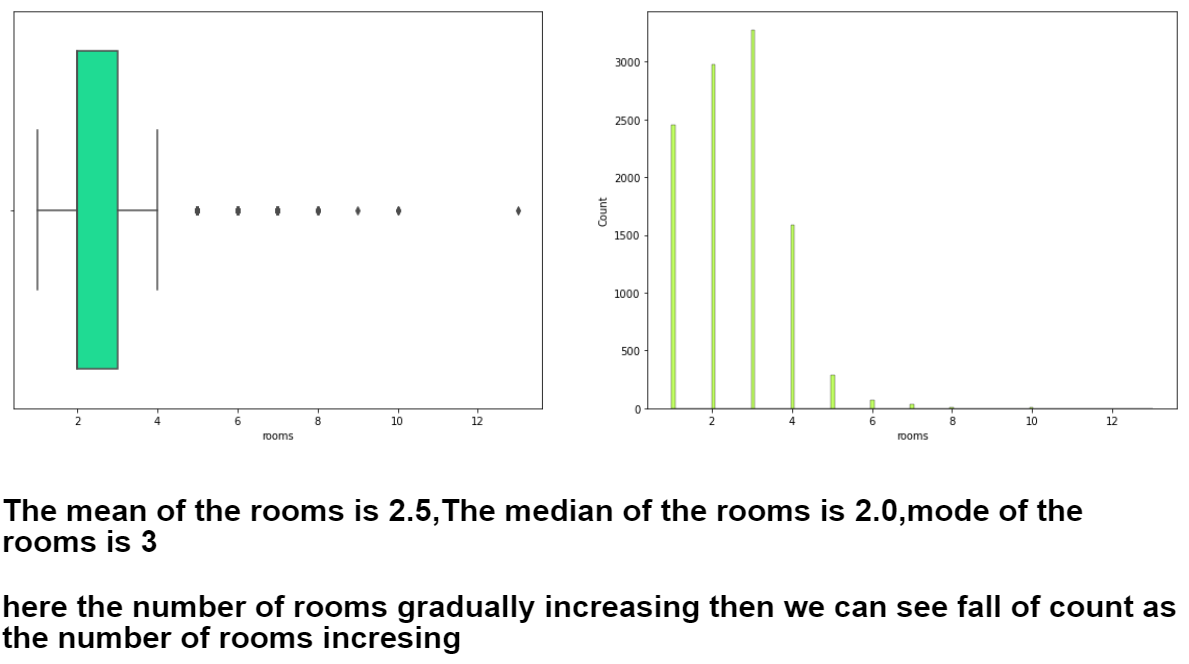 3000
2500
2000
1500
1000
500
0
Count
2 4 6 8 10 12
rooms
2 4 6 8 10 12
rooms
The mean of the rooms is 2.5,The median of the rooms is 2.0,mode of the
rooms is 3
here the number of rooms gradually increasing then we can see fall of count as
the number of rooms incresing